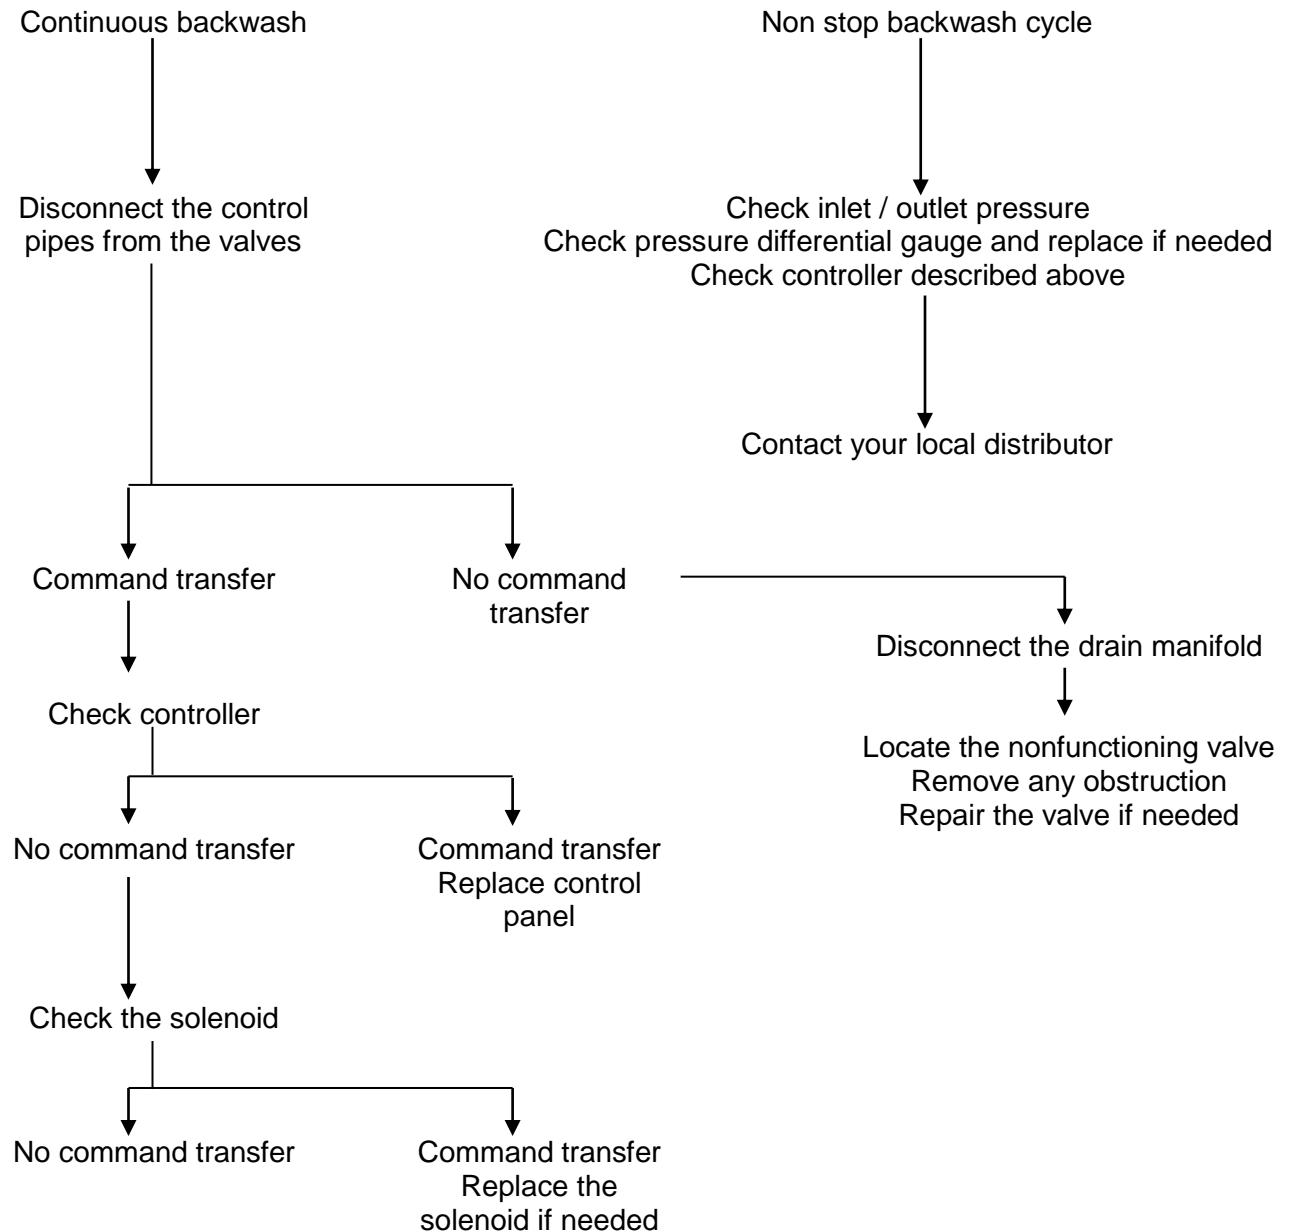 Continuous backwash
Non stop backwash cycle
Disconnect the control
pipes from the valves
Check inlet / outlet pressure
Check pressure differential gauge and replace if needed
Check controller described above
Contact your local distributor
Command transfer
No command
transfer
Disconnect the drain manifold
Check controller
Locate the nonfunctioning valve
Remove any obstruction
Repair the valve if needed
No command transfer
Command transfer
Replace control
panel
Check the solenoid
No command transfer
Command transfer
Replace the
solenoid if needed